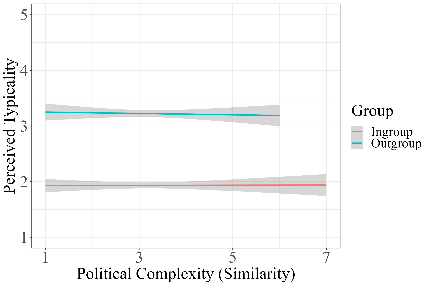 5
4
3
2
1
Perceived Typicality
1 3 5 7
Political Complexity (Similarity)
Group
Ingroup
Outgroup